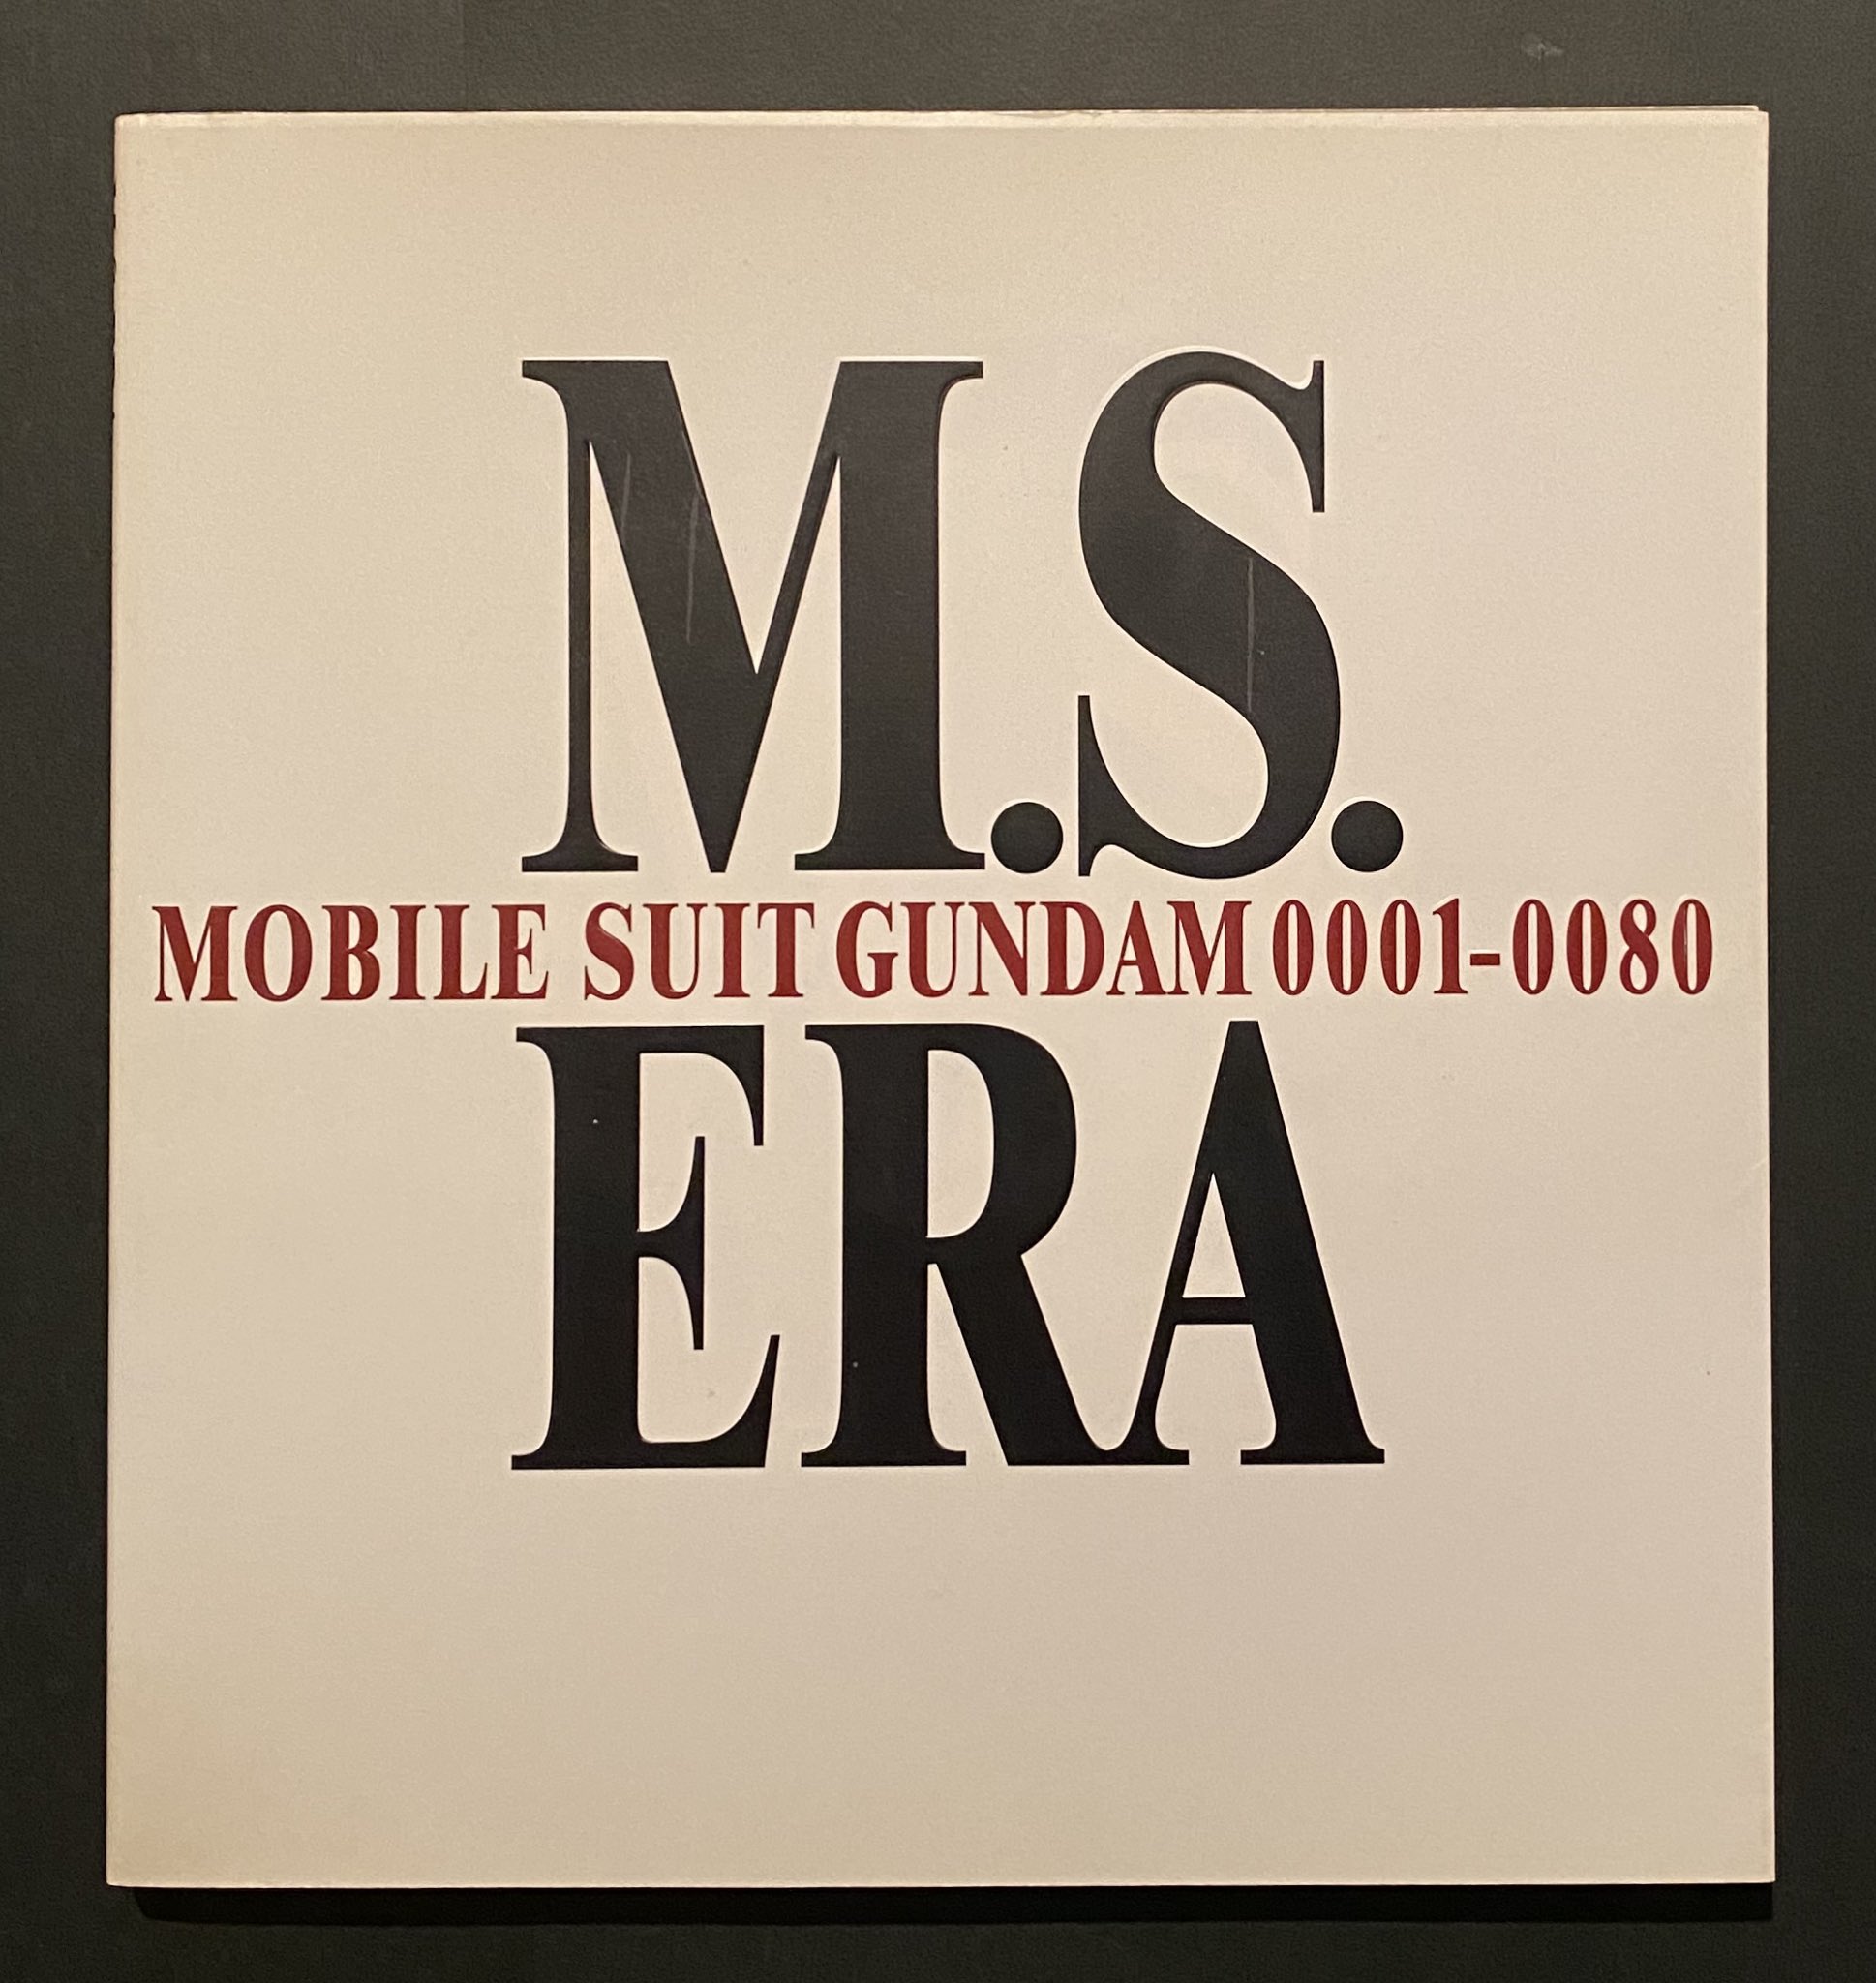 M.S.
MOBILE SUIT GUNDAM 0001-0080
ERA